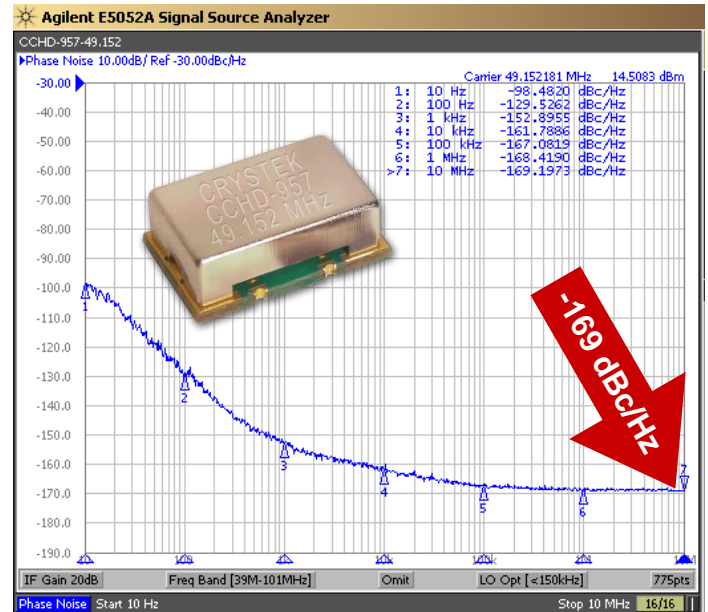 Agilent E5052A Signal Source Analyzer
CCHD-957-49.152
Phase Noise 10.00dB/ Ref -30.00dBc/Hz
Carrier 49.152181 MHz 14.5083 dBm
1: 10 Hz -98.4820 dBc/Hz
2: 100 Hz -129.5262 dBc/Hz
3: 1 kHz -152.8955 dBc/Hz
4: 10 kHz -161.7886 dBc/Hz
5: 100 kHz -167.0819 dBc/Hz
6: 1 MHz -168.4190 dBc/Hz
>7: 10 MHz -169.1973 dBc/Hz
-30.00
-40.00
-50.00
-60.00
-70.00
-80.00
-90.00
-100.0
-110.0
-120.0
-130.0
-140.0
-150.0
-160.0
-170.0
-180.0
-190.0
CRYSTEK
CCHD-957
49.152 MHz
-169 dBc/Hz
1
2
3
4
5
6
7
IF Gain 20dB Freq Band [39M-101MHz] Omit LO Opt [<150kHz] 775pts
Phase Noise Start 10 Hz Stop 10 MHz 16/16